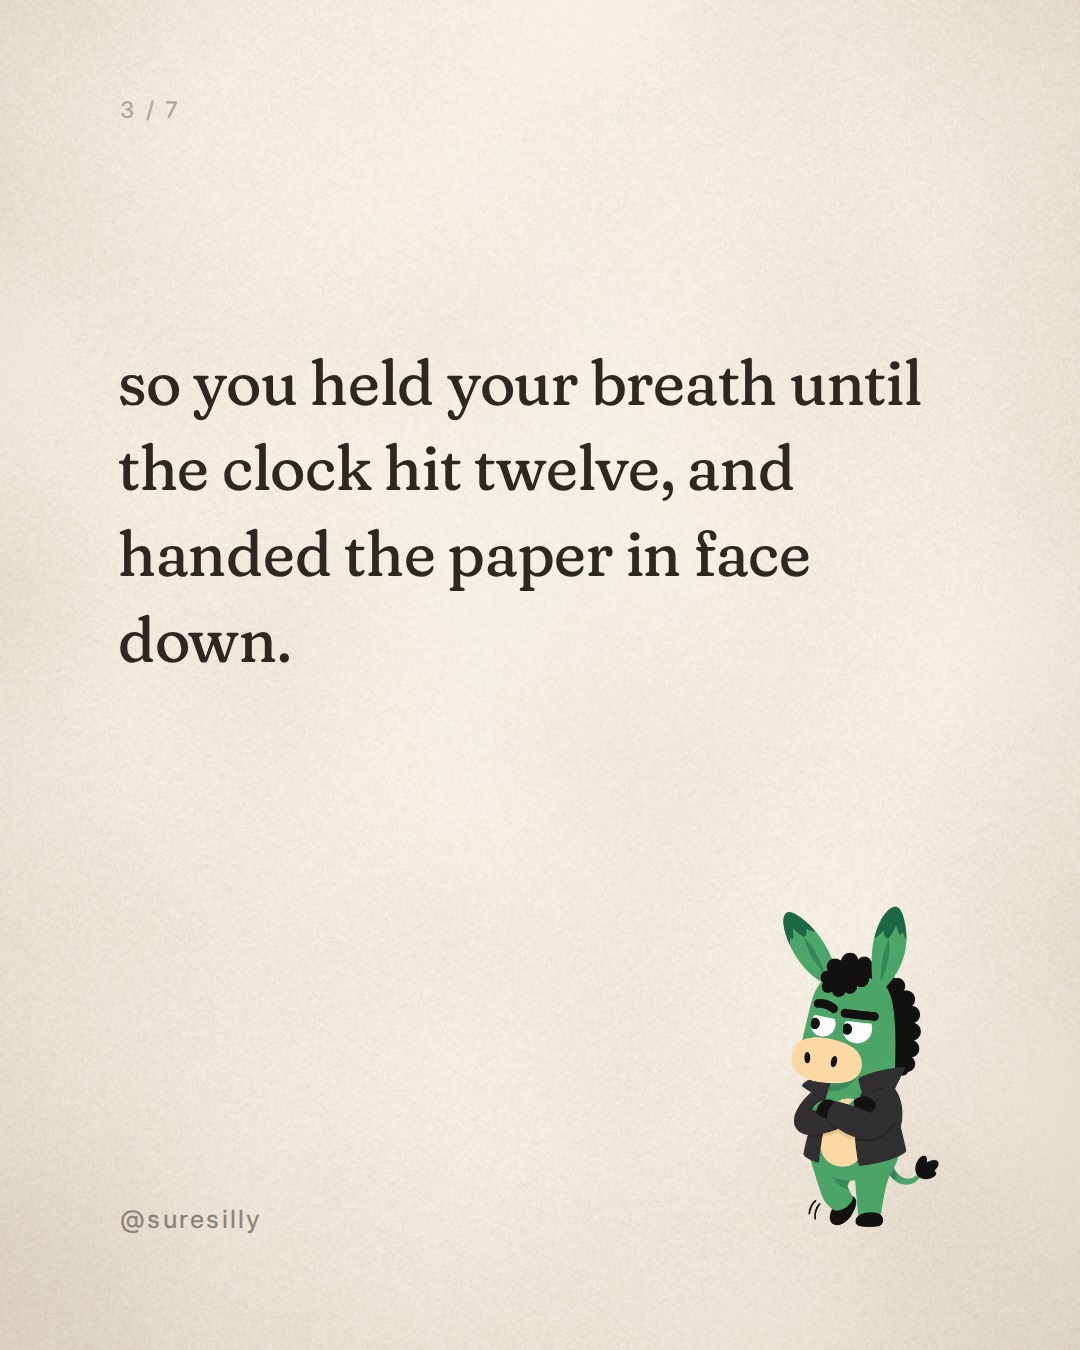 3 / 7
so you held your breath until
the clock hit twelve, and
handed the paper in face
down.
@suresilly